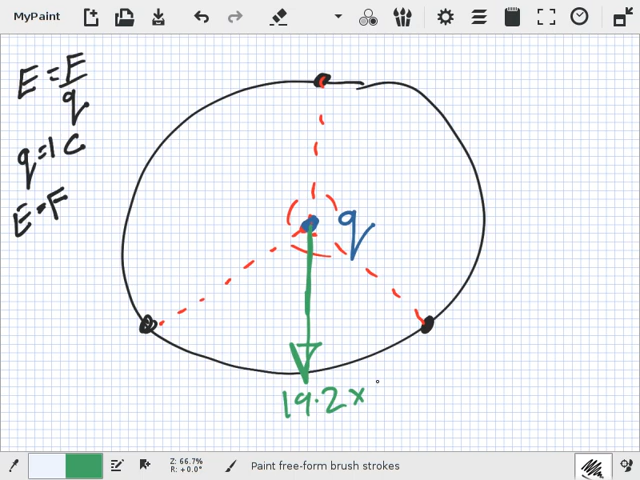 MyPaint
E = E/q
q=1 C
E=F
q
19.2x
Z: 66.7%
R: +0.0°
Paint free-form brush strokes